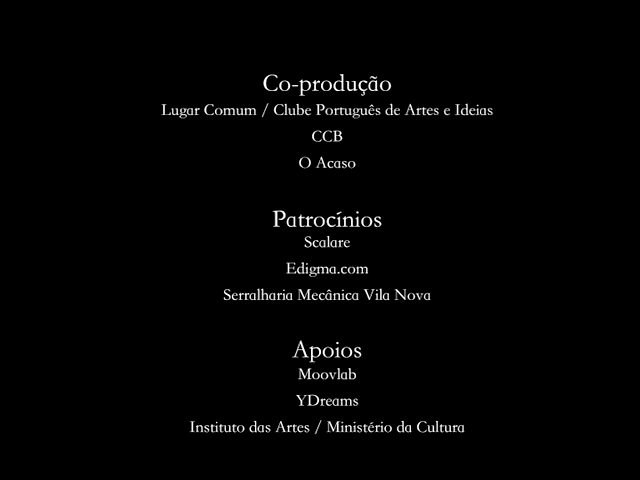 Co-produção
Lugar Comum / Clube Português de Artes e Ideias
CCB
O Acaso
Patrocínios
Scalare
Edigma.com
Serralharia Mecânica Vila Nova
Apoios
Moovlab
YDreams
Instituto das Artes / Ministério da Cultura